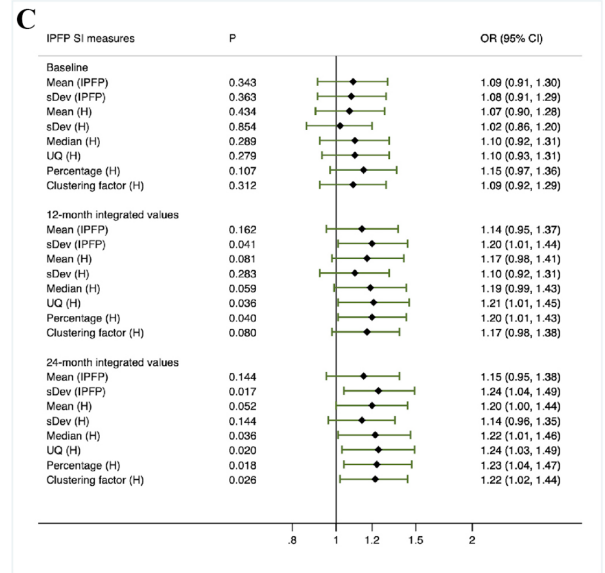 C
IPFP SI measures P OR (95% CI)
Baseline
Mean (IPFP) 0.343 1.09 (0.91, 1.30)
sDev (IPFP) 0.363 1.08 (0.91, 1.29)
Mean (H) 0.434 1.07 (0.90, 1.28)
sDev (H) 0.854 1.02 (0.86, 1.20)
Median (H) 0.289 1.10 (0.92, 1.31)
UQ (H) 0.279 1.10 (0.93, 1.31)
Percentage (H) 0.107 1.15 (0.97, 1.36)
Clustering factor (H) 0.312 1.09 (0.92, 1.29)
12-month integrated values
Mean (IPFP) 0.162 1.14 (0.95, 1.37)
sDev (IPFP) 0.041 1.20 (1.01, 1.44)
Mean (H) 0.081 1.17 (0.98, 1.41)
sDev (H) 0.283 1.10 (0.92, 1.31)
Median (H) 0.059 1.19 (0.99, 1.43)
UQ (H) 0.036 1.21 (1.01, 1.45)
Percentage (H) 0.040 1.20 (1.01, 1.43)
Clustering factor (H) 0.080 1.17 (0.98, 1.38)
24-month integrated values
Mean (IPFP) 0.144 1.15 (0.95, 1.38)
sDev (IPFP) 0.017 1.24 (1.04, 1.49)
Mean (H) 0.052 1.20 (1.00, 1.44)
sDev (H) 0.144 1.14 (0.96, 1.35)
Median (H) 0.036 1.22 (1.01, 1.46)
UQ (H) 0.020 1.24 (1.03, 1.49)
Percentage (H) 0.018 1.23 (1.04, 1.47)
Clustering factor (H) 0.026 1.22 (1.02, 1.44)
.8 1 1.2 1.5 2